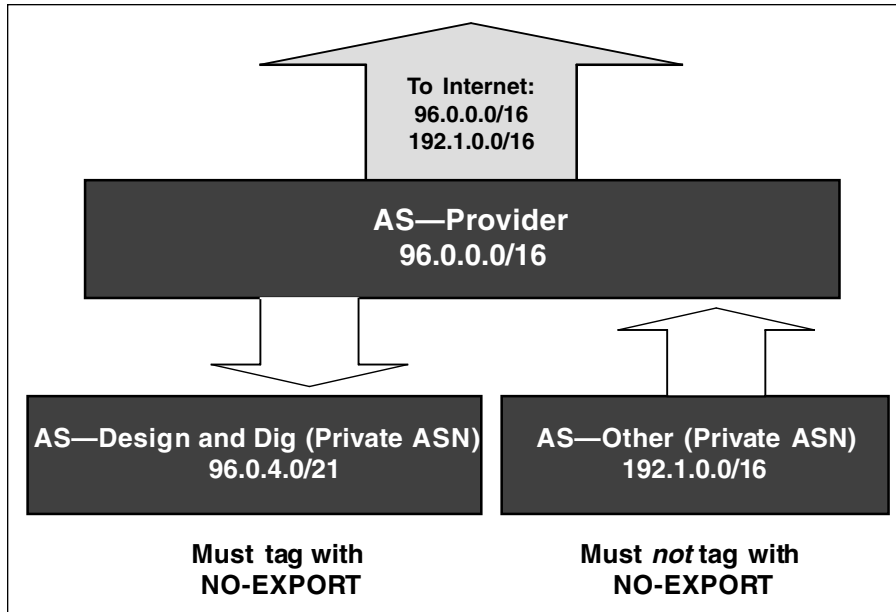 To Internet:
96.0.0.0/16
192.1.0.0/16
AS—Provider
96.0.0.0/16
AS—Design and Dig (Private ASN)
96.0.4.0/21
AS—Other (Private ASN)
192.1.0.0/16
Must tag with
NO-EXPORT
Must not tag with
NO-EXPORT